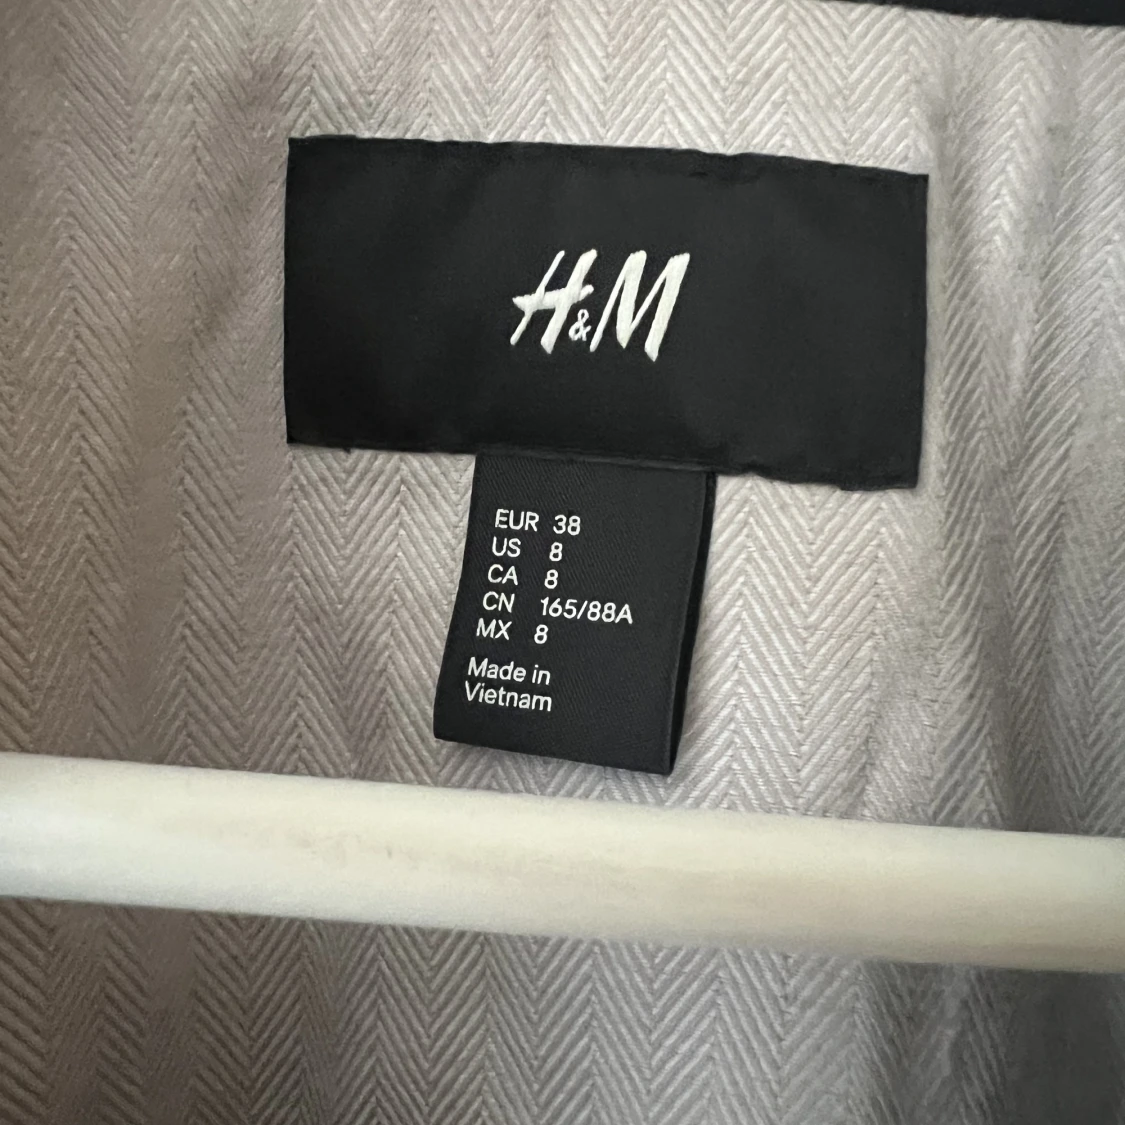 H&M
EUR 38
US 8
CA 8
CN 165/88A
MX 8
Made in
Vietnam